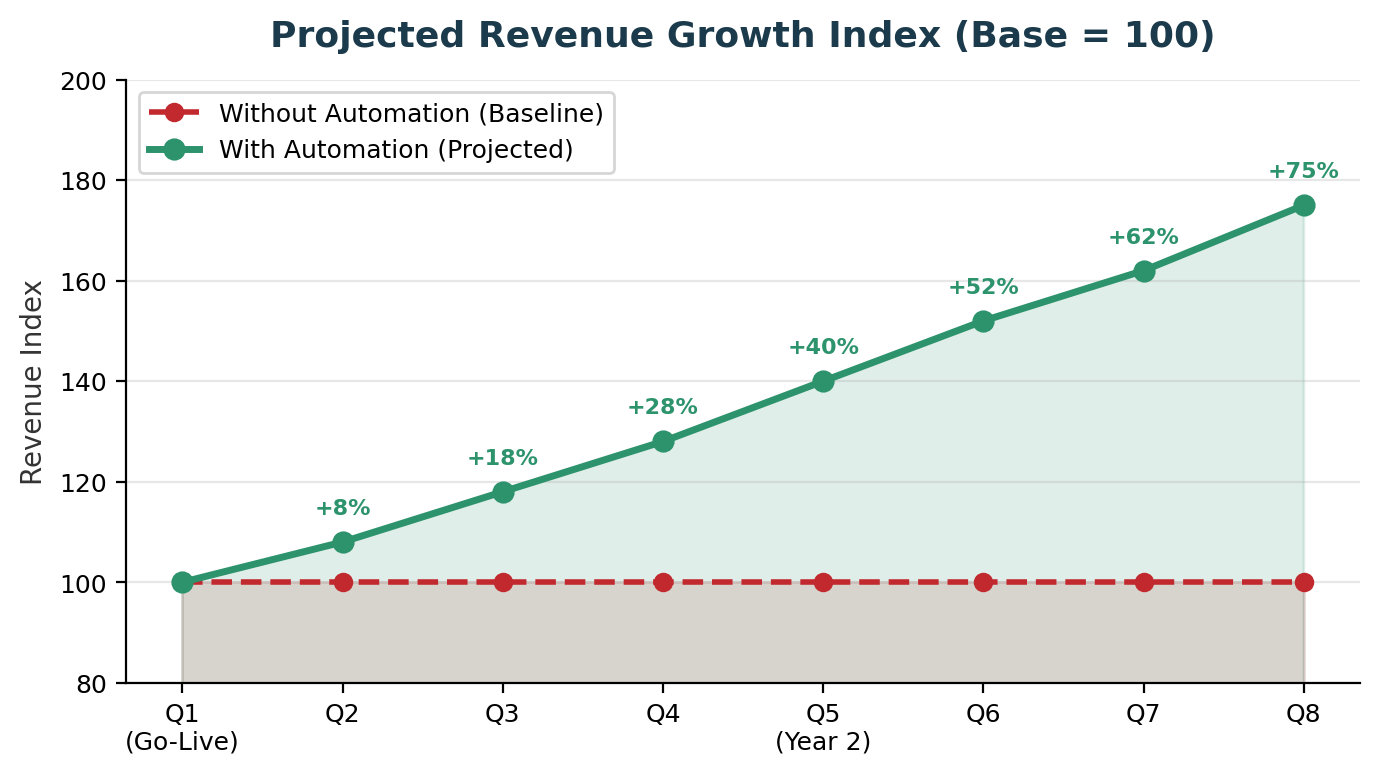 Projected Revenue Growth Index (Base = 100)
Without Automation (Baseline)
With Automation (Projected)
Revenue Index
200
180
160
140
120
100
80
+8%
+18%
+28%
+40%
+52%
+62%
+75%
Q1
(Go-Live)
Q2
Q3
Q4
Q5
(Year 2)
Q6
Q7
Q8